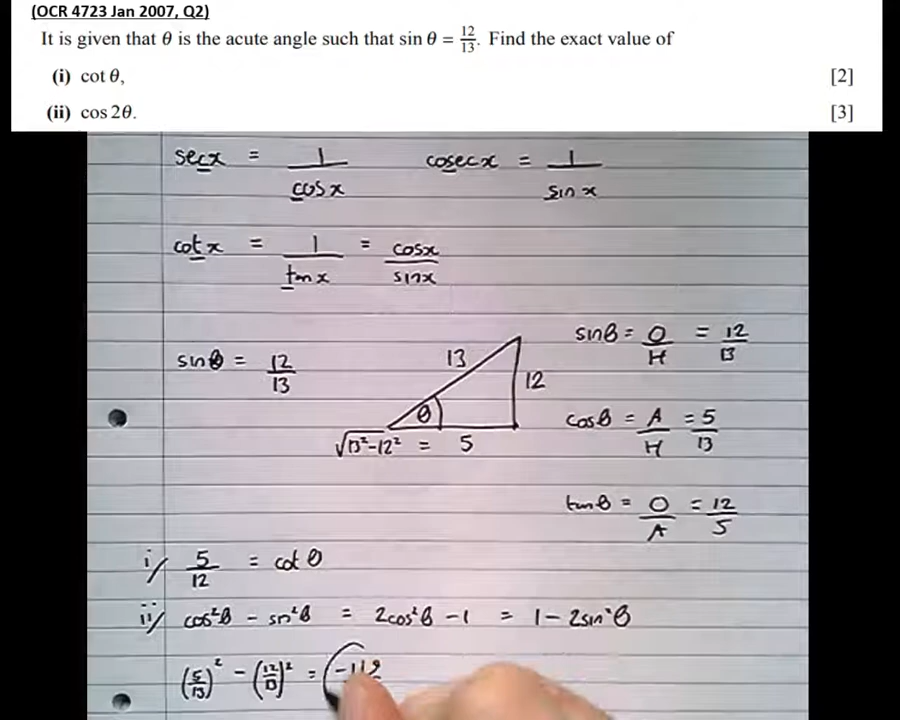 (OCR 4723 Jan 2007, Q2)
It is given that θ is the acute angle such that sin θ = 12/13. Find the exact value of
(i) cot θ, [2]
(ii) cos 2θ. [3]
secx = 1/cosx cosecx = 1/sinx
cotx = 1/tanx = cosx/sinx
sinθ = O/H = 12/13
sinθ = 12/13
13
12
θ
cosθ = A/H = 5/13
√13²-12² = 5
tanθ = O/A = 12/5
i/ 5/12 = cot θ
ii/ cos²θ - sin²θ = 2cos²θ - 1 = 1 - 2sin²θ
(5/13)² - (12/13)² =